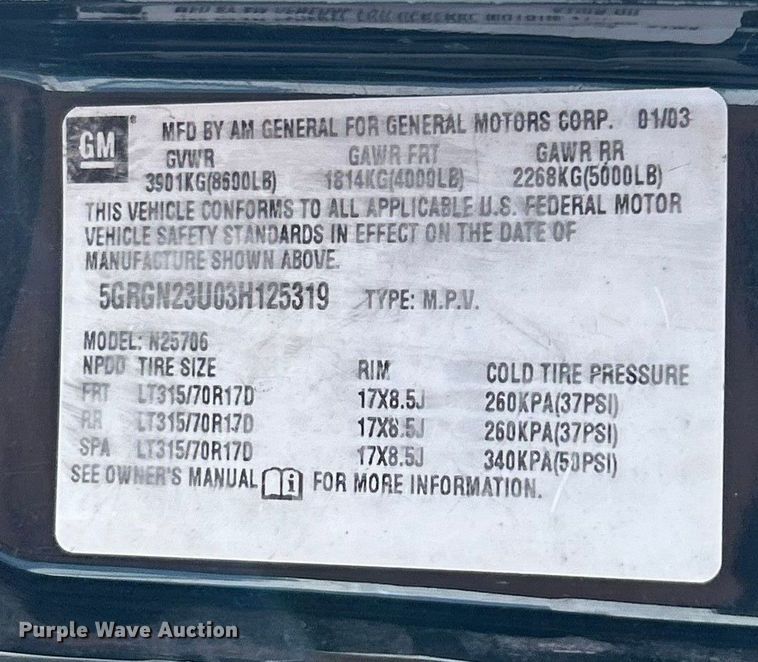 GM ® MFD BY AM GENERAL FOR GENERAL MOTORS CORP. 01/03
GVWR GAWR FRT GAWR RR
3901KG(8600LB) 1814KG(4000LB) 2268KG(5000LB)
THIS VEHICLE CONFORMS TO ALL APPLICABLE U.S. FEDERAL MOTOR
VEHICLE SAFETY STANDARDS IN EFFECT ON THE DATE OF
MANUFACTURE SHOWN ABOVE.
5GRGN23U03H125319 TYPE: M.P.V.
MODEL: N25706
NPDD TIRE SIZE RIM COLD TIRE PRESSURE
FRT LT315/70R17D 17X8.5J 260KPA(37PSI)
RR LT315/70R17D 17X8.5J 260KPA(37PSI)
SPA LT315/70R17D 17X8.5J 340KPA(50PSI)
SEE OWNER'S MANUAL i FOR MORE INFORMATION.
Purple Wave Auction